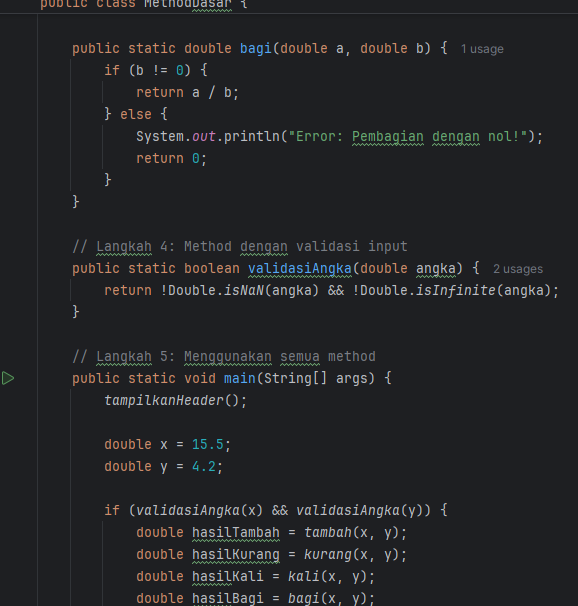 public class MethodDasar {
public static double bagi(double a, double b) { 1 usage
if (b != 0) {
return a / b;
} else {
System.out.println("Error: Pembagian dengan nol!");
return 0;
}
}
// Langkah 4: Method dengan validasi input
public static boolean validasiAngka(double angka) { 2 usages
return !Double.isNaN(angka) && !Double.isInfinite(angka);
}
// Langkah 5: Menggunakan semua method
public static void main(String[] args) {
tampilkanHeader();
double x = 15.5;
double y = 4.2;
if (validasiAngka(x) && validasiAngka(y)) {
double hasilTambah = tambah(x, y);
double hasilKurang = kurang(x, y);
double hasilKali = kali(x, y);
double hasilBagi = bagi(x, y);